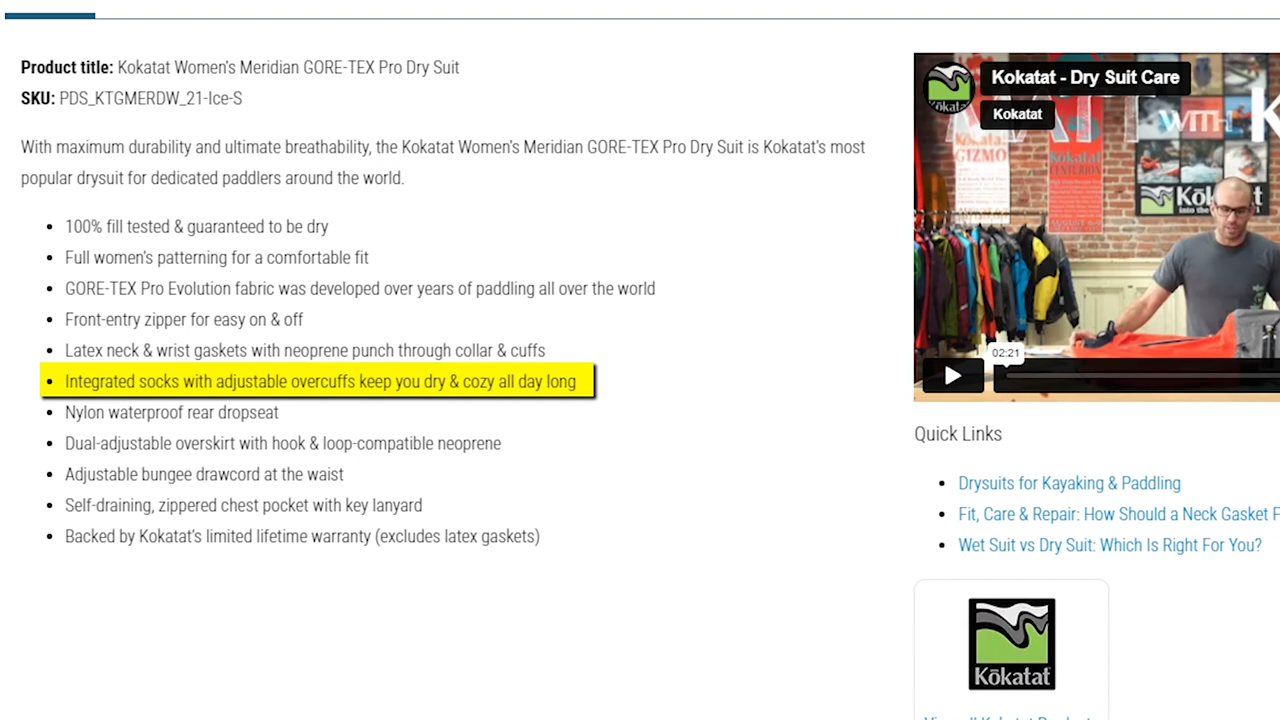 Product title: Kokatat Women's Meridian GORE-TEX Pro Dry Suit
SKU: PDS_KTGMERDW_21-Ice-S
With maximum durability and ultimate breathability, the Kokatat Women's Meridian GORE-TEX Pro Dry Suit is Kokatat's most
popular drysuit for dedicated paddlers around the world.
100% fill tested & guaranteed to be dry
Full women's patterning for a comfortable fit
GORE-TEX Pro Evolution fabric was developed over years of paddling all over the world
Front-entry zipper for easy on & off
Latex neck & wrist gaskets with neoprene punch through collar & cuffs
Integrated socks with adjustable overcuffs keep you dry & cozy all day long
Nylon waterproof rear dropseat
Dual-adjustable overskirt with hook & loop-compatible neoprene
Adjustable bungee drawcord at the waist
Self-draining, zippered chest pocket with key lanyard
Backed by Kokatat's limited lifetime warranty (excludes latex gaskets)
Kokatat - Dry Suit Care
Kokatat
WITH K
Kokatat
GIZMO
Kokatat
CENTURION
Kōkatat
into the
02:21
Quick Links
Drysuits for Kayaking & Paddling
Fit, Care & Repair: How Should a Neck Gasket F
Wet Suit vs Dry Suit: Which Is Right For You?
Kōkatat